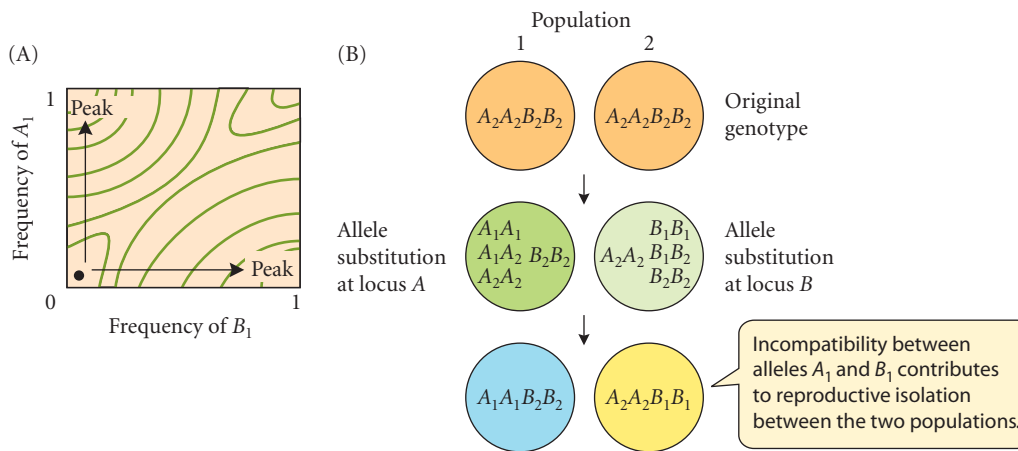 (A)
1
Peak
Frequency of A₁
Peak
0
1
Frequency of B₁
(B)
Population
1 2
A₂A₂B₂B₂ A₂A₂B₂B₂
Original
genotype
Allele
substitution
at locus A
A₁A₁
A₁A₂ B₂B₂
A₂A₂
B₁B₁
A₂A₂ B₁B₂
B₂B₂
Allele
substitution
at locus B
A₁A₁B₂B₂ A₂A₂B₁B₁
Incompatibility between
alleles A₁ and B₁ contributes
to reproductive isolation
between the two populations.